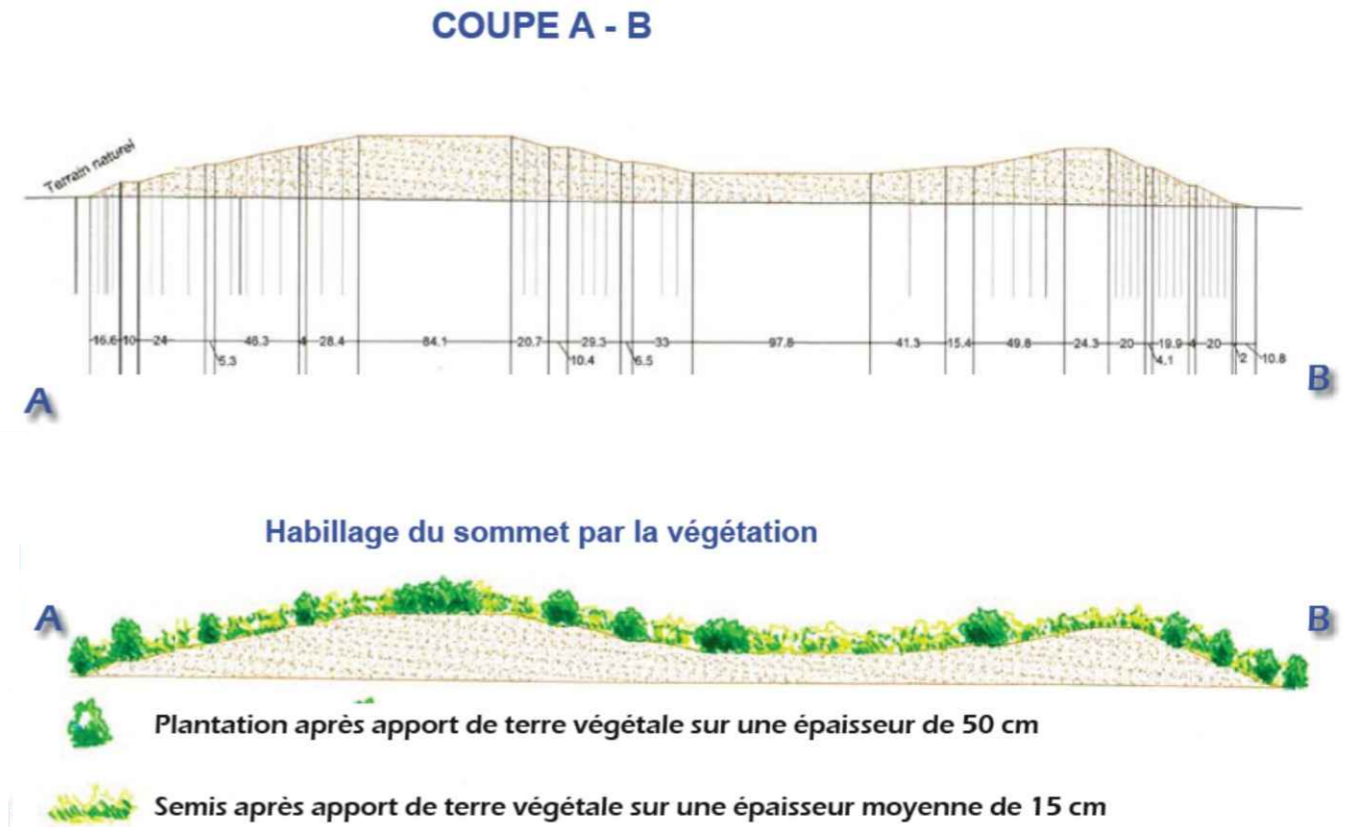 COUPE A - B
Terrain naturel
16.6 10 24 5.3 46.3 4 28.4 84.1 20.7 10.4 29.3 6.5 33 97.8 41.3 15.4 49.8 24.3 20 4.1 19.9 4 20 2 10.8
A B
Habillage du sommet par la végétation
A B
Plantation après apport de terre végétale sur une épaisseur de 50 cm
Semis après apport de terre végétale sur une épaisseur moyenne de 15 cm